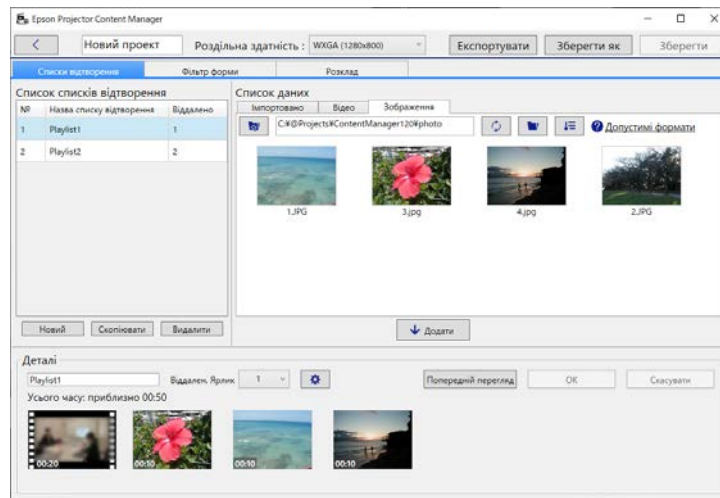 Epson Projector Content Manager
Новий проект Роздільна здатність : WXGA (1280x800) Експортувати Зберегти як Зберегти
Списки відтворення Фільтр форми Розклад
Список списків відтворення Список даних
№ Назва списку відтворення Віддалено Імпортовано Відео Зображення
C:¥@Projects¥ContentManager120¥photo Допустимі формати
1 Playlist1 1
2 Playlist2 2
1.JPG 3.jpg 4.jpg 2.JPG
Новий Скопіювати Видалити Додати
Деталі
Playlist1 Віддален. Ярлик 1 Попередній перегляд OK Скасувати
Усього часу: приблизно 00:50
00:20 00:10 00:10 00:10